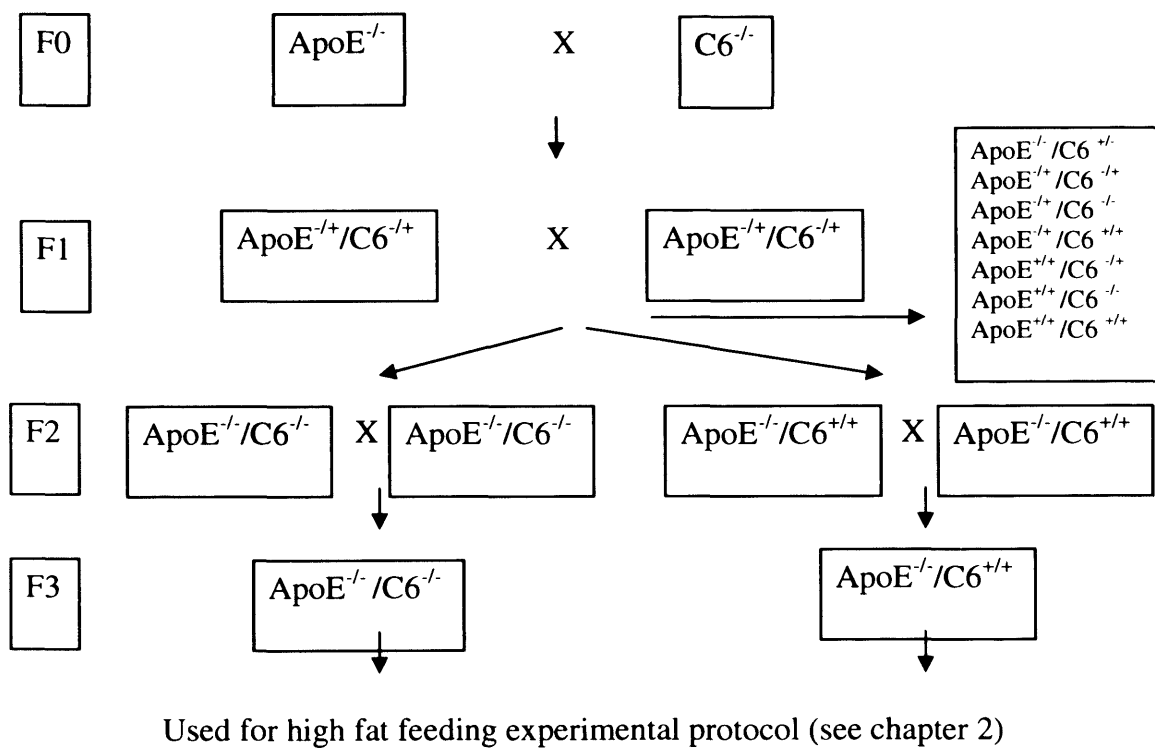 F0 ApoE⁻ᐟ⁻ X C6⁻ᐟ⁻
ApoE⁻ᐟ⁻/C6 ⁺ᐟ⁻
ApoE⁻ᐟ⁺/C6 ⁻ᐟ⁺
ApoE⁻ᐟ⁺/C6 ⁻ᐟ⁻
ApoE⁻ᐟ⁺/C6 ⁺ᐟ⁺
ApoE⁺ᐟ⁺/C6 ⁻ᐟ⁺
ApoE⁺ᐟ⁺/C6 ⁻ᐟ⁻
ApoE⁺ᐟ⁺/C6 ⁺ᐟ⁺
F1 ApoE⁻ᐟ⁺/C6⁻ᐟ⁺ X ApoE⁻ᐟ⁺/C6⁻ᐟ⁺
F2 ApoE⁻ᐟ⁻/C6⁻ᐟ⁻ X ApoE⁻ᐟ⁻/C6⁻ᐟ⁻ ApoE⁻ᐟ⁻/C6⁺ᐟ⁺ X ApoE⁻ᐟ⁻/C6⁺ᐟ⁺
F3 ApoE⁻ᐟ⁻/C6⁻ᐟ⁻ ApoE⁻ᐟ⁻/C6⁺ᐟ⁺
Used for high fat feeding experimental protocol (see chapter 2)